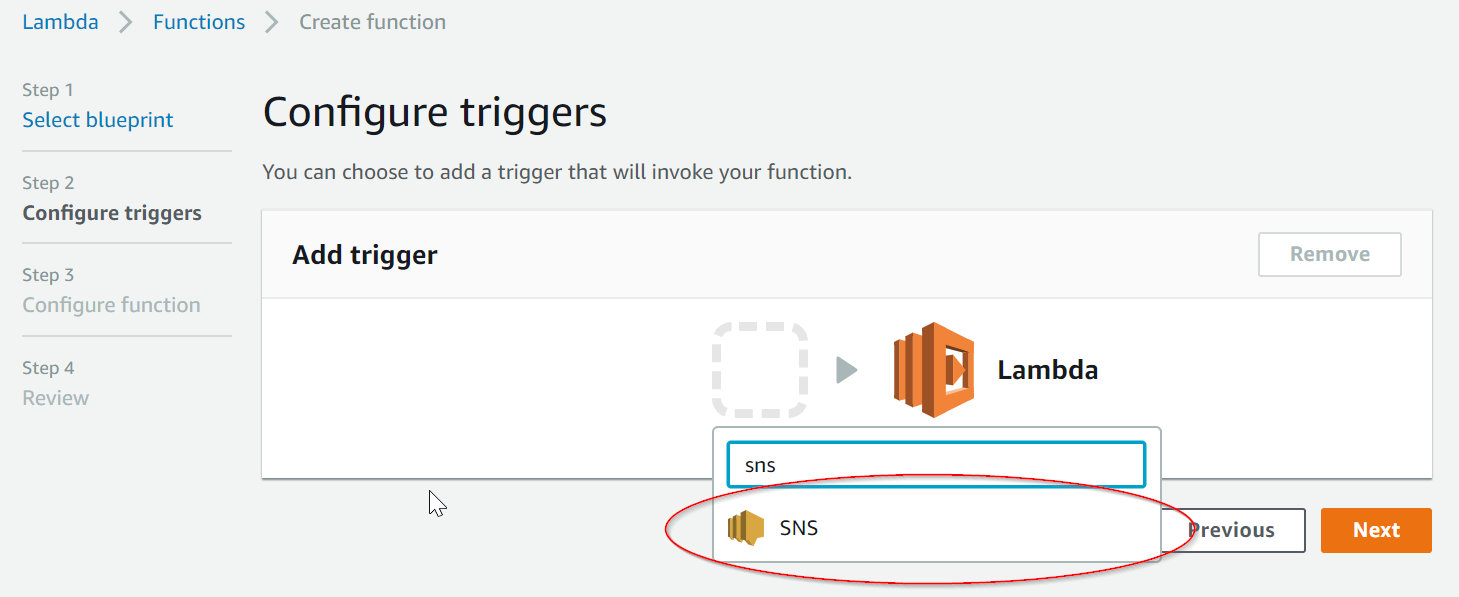 Lambda > Functions > Create function
Step 1
Select blueprint
Step 2
Configure triggers
Step 3
Configure function
Step 4
Review
Configure triggers
You can choose to add a trigger that will invoke your function.
Add trigger
Remove
Lambda
sns
SNS
Previous
Next